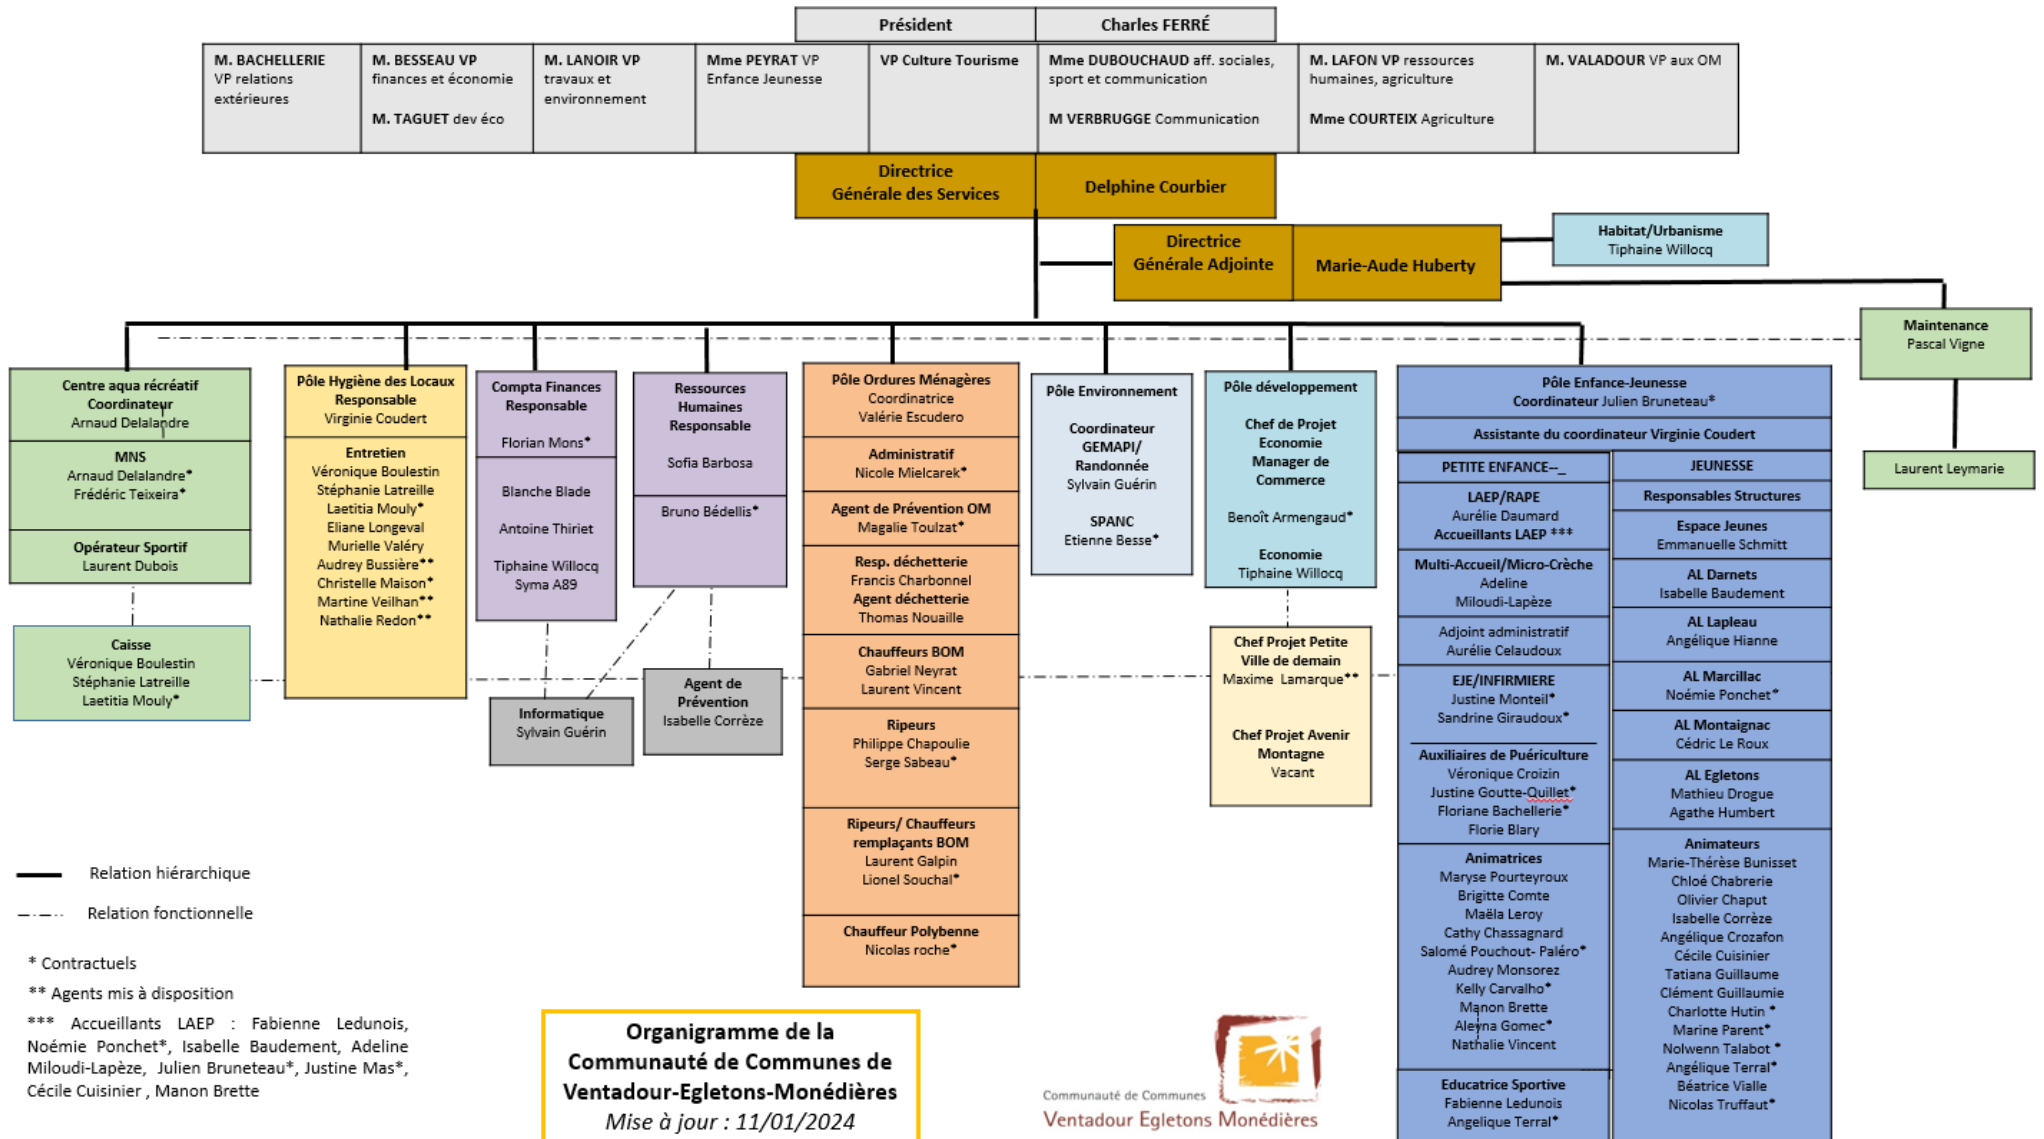 Président
Charles FERRÉ
M. BACHELLERIE
VP relations
extérieures
M. BESSEAU VP
finances et économie
M. TAGUET dev éco
M. LANOIR VP
travaux et
environnement
Mme PEYRAT VP
Enfance Jeunesse
VP Culture Tourisme
Mme DUBOUCHAUD aff. sociales,
sport et communication
M VERBRUGGE Communication
M. LAFON VP ressources
humaines, agriculture
Mme COURTEIX Agriculture
M. VALADOUR VP aux OM
Directrice
Générale des Services
Delphine Courbier
Directrice
Générale Adjointe
Marie-Aude Huberty
Habitat/Urbanisme
Tiphaine Willocq
Maintenance
Pascal Vigne
Laurent Leymarie
Centre aqua récréatif
Coordinateur
Arnaud Delalandre
MNS
Arnaud Delalandre*
Frédéric Teixeira*
Opérateur Sportif
Laurent Dubois
Caisse
Véronique Boulestin
Stéphanie Latreille
Laetitia Mouly*
Pôle Hygiène des Locaux
Responsable
Virginie Coudert
Entretien
Véronique Boulestin
Stéphanie Latreille
Laetitia Mouly*
Eliane Longeval
Murielle Valéry
Audrey Bussière**
Christelle Maison*
Martine Veilhan**
Nathalie Redon**
Compta Finances
Responsable
Florian Mons*
Blanche Blade
Antoine Thiriet
Tiphaine Willocq
Syma A89
Informatique
Sylvain Guérin
Ressources
Humaines
Responsable
Sofia Barbosa
Bruno Bédellis*
Agent de
Prévention
Isabelle Corrèze
Pôle Ordures Ménagères
Coordinatrice
Valérie Escudero
Administratif
Nicole Mielcarek*
Agent de Prévention OM
Magalie Toulzat*
Resp. déchetterie
Francis Charbonnel
Agent déchetterie
Thomas Nouaille
Chauffeurs BOM
Gabriel Neyrat
Laurent Vincent
Ripeurs
Philippe Chapoulie
Serge Sabeau*
Ripeurs/ Chauffeurs
remplaçants BOM
Laurent Galpin
Lionel Souchal*
Chauffeur Polybenne
Nicolas roche*
Pôle Environnement
Coordinateur
GEMAPI/
Randonnée
Sylvain Guérin
SPANC
Etienne Besse*
Pôle développement
Chef de Projet
Economie
Manager de
Commerce
Benoît Armengaud*
Economie
Tiphaine Willocq
Chef Projet Petite
Ville de demain
Maxime Lamarque**
Chef Projet Avenir
Montagne
Vacant
Pôle Enfance-Jeunesse
Coordinateur Julien Bruneteau*
Assistante du coordinateur Virginie Coudert
PETITE ENFANCE--_
LAEP/RAPE
Aurélie Daumard
Accueillants LAEP ***
Multi-Accueil/Micro-Crèche
Adeline
Miloudi-Lapèze
Adjoint administratif
Aurélie Celaudoux
EJE/INFIRMIERE
Justine Monteil*
Sandrine Giraudoux*
Auxiliaires de Puériculture
Véronique Croizin
Justine Goutte-Quillet*
Floriane Bachellerie*
Florie Blary
Animatrices
Maryse Pourteyroux
Brigitte Comte
Maëla Leroy
Cathy Chassagnard
Salomé Pouchout- Paléro*
Audrey Monsorez
Kelly Carvalho*
Manon Brette
Aleyna Gomec*
Nathalie Vincent
Educatrice Sportive
Fabienne Ledunois
Angelique Terral*
JEUNESSE
Responsables Structures
Espace Jeunes
Emmanuelle Schmitt
AL Darnets
Isabelle Baudement
AL Lapleau
Angélique Hianne
AL Marcillac
Noémie Ponchet*
AL Montaignac
Cédric Le Roux
AL Egletons
Mathieu Drogue
Agathe Humbert
Animateurs
Marie-Thérèse Bunisset
Chloé Chabrerie
Olivier Chaput
Isabelle Corrèze
Angélique Crozafon
Cécile Cuisinier
Tatiana Guillaume
Clément Guillaumie
Charlotte Hutin *
Marine Parent*
Nolwenn Talabot *
Angélique Terral*
Béatrice Vialle
Nicolas Truffaut*
Relation hiérarchique
Relation fonctionnelle
* Contractuels
** Agents mis à disposition
*** Accueillants LAEP : Fabienne Ledunois,
Noémie Ponchet*, Isabelle Baudement, Adeline
Miloudi-Lapèze, Julien Bruneteau*, Justine Mas*,
Cécile Cuisinier , Manon Brette
Organigramme de la
Communauté de Communes de
Ventadour-Egletons-Monédières
Mise à jour : 11/01/2024
Communauté de Communes
Ventadour Egletons Monédières